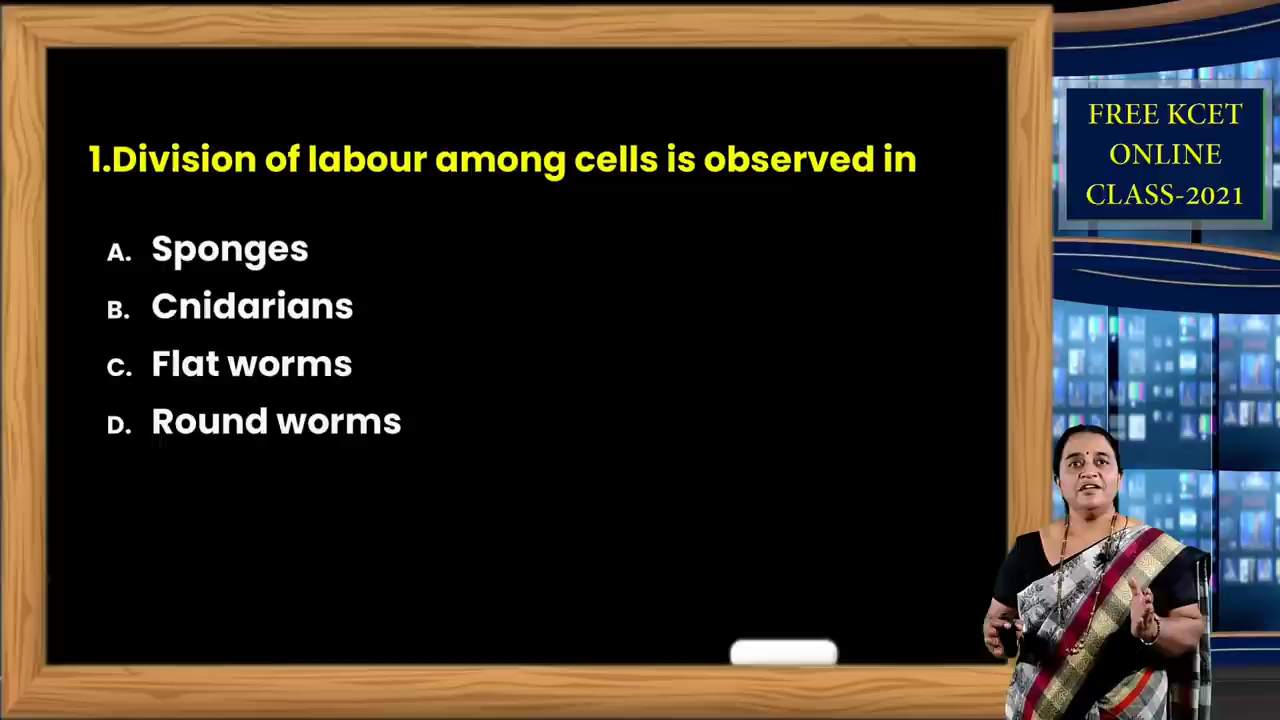 1.Division of labour among cells is observed in
A. Sponges
B. Cnidarians
C. Flat worms
D. Round worms
FREE KCET
ONLINE
CLASS-2021